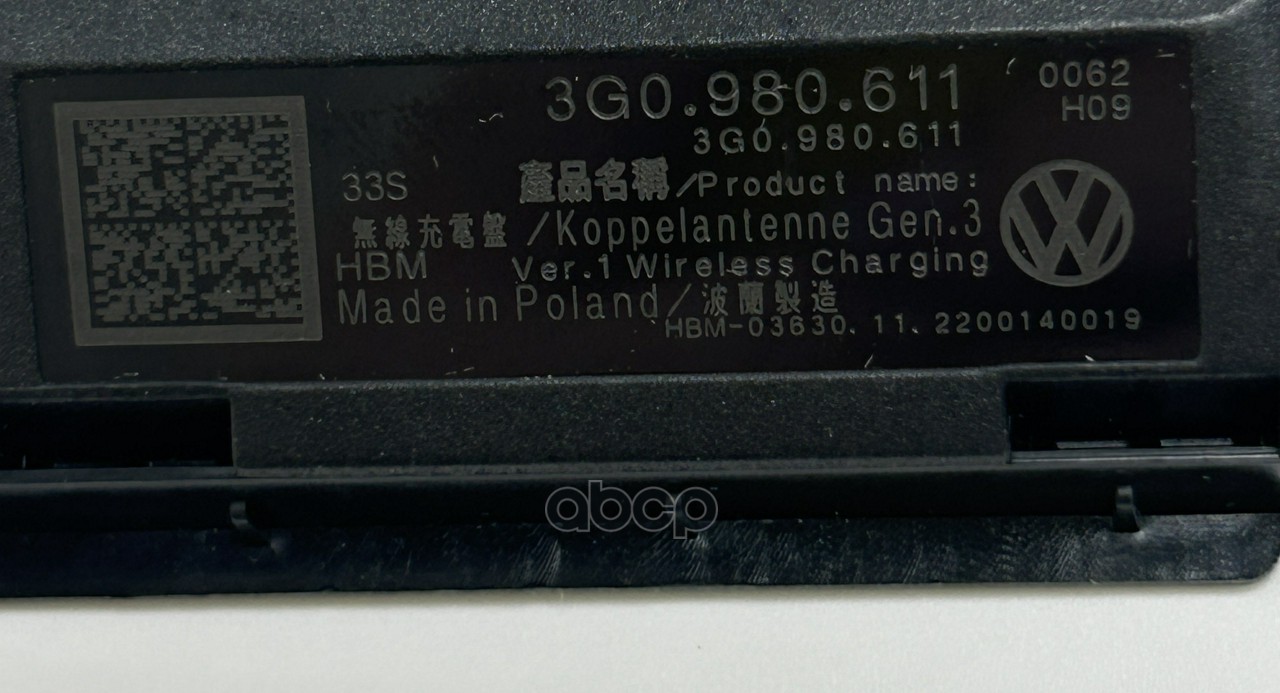 3G0.980.611 0062
3G0.980.611 H09
33S 產品名稱/Product name:
無線充電盤/Koppelantenne Gen.3
HBM Ver.1 Wireless Charging
Made in Poland/波蘭製造
HBM-03630.11.2200140019
abcp